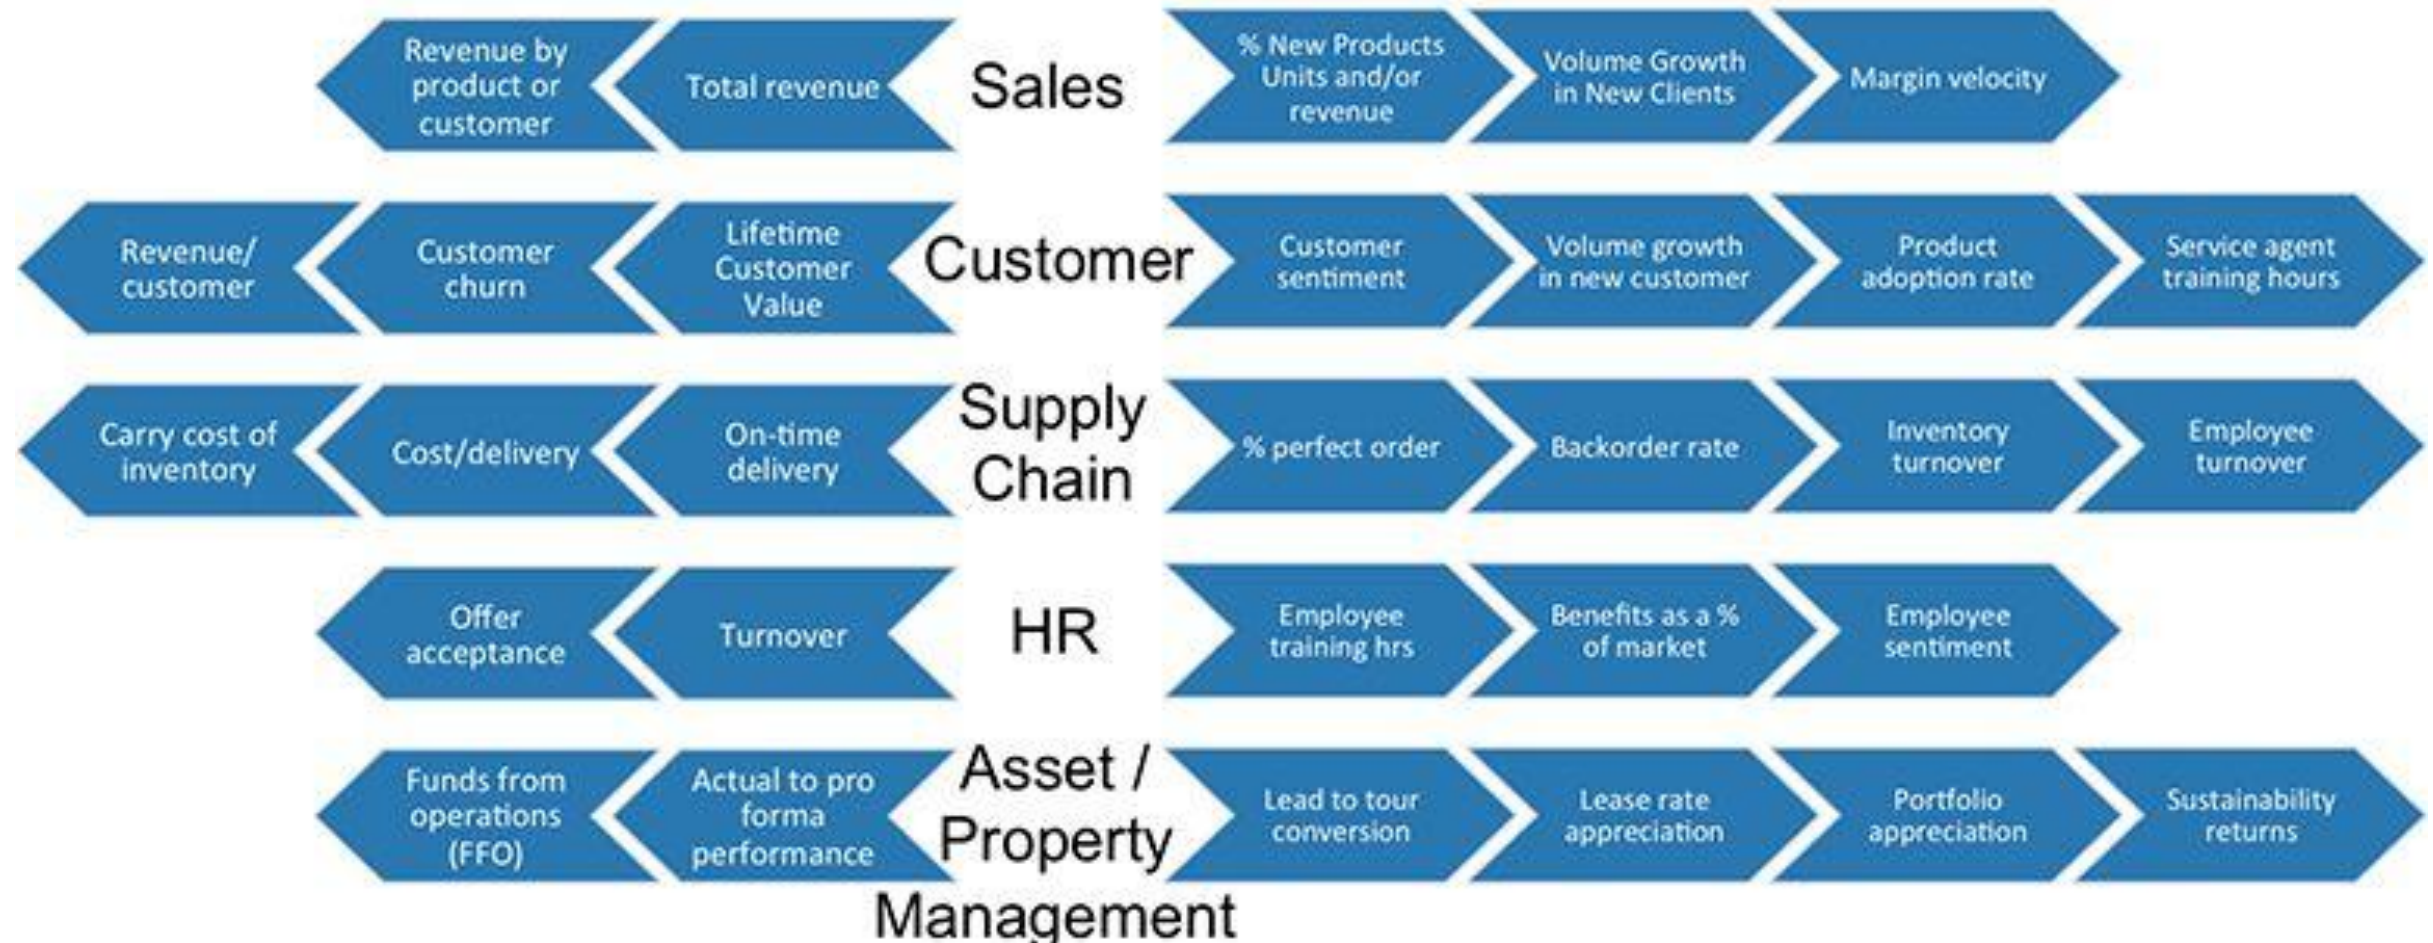 Revenue by
product or
customer
Total revenue
Sales
% New Products
Units and/or
revenue
Volume Growth
in New Clients
Margin velocity
Revenue/
customer
Customer
churn
Lifetime
Customer
Value
Customer
Customer
sentiment
Volume growth
in new customer
Product
adoption rate
Service agent
training hours
Carry cost of
inventory
Cost/delivery
On-time
delivery
Supply
Chain
% perfect order
Backorder rate
Inventory
turnover
Employee
turnover
Offer
acceptance
Turnover
HR
Employee
training hrs
Benefits as a %
of market
Employee
sentiment
Funds from
operations
(FFO)
Actual to pro
forma
performance
Asset /
Property
Management
Lead to tour
conversion
Lease rate
appreciation
Portfolio
appreciation
Sustainability
returns